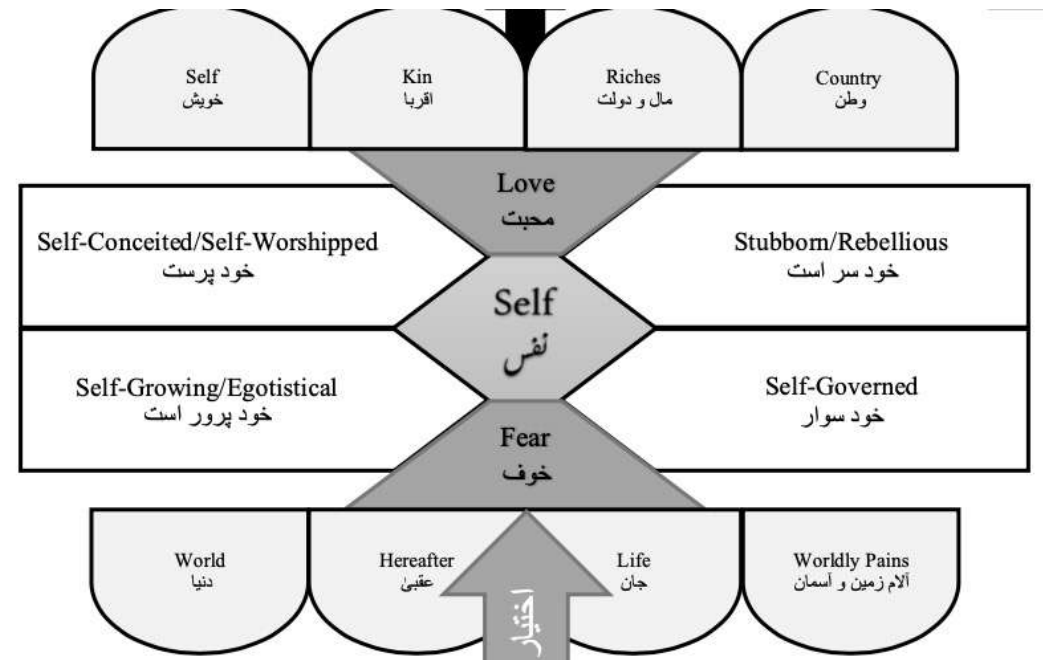 Self
خویش
Kin
اقربا
Riches
مال و دولت
Country
وطن
Love
محبت
Self-Conceited/Self-Worshipped
خود پرست
Stubborn/Rebellious
خود سر است
Self
نفس
Self-Growing/Egotistical
خود پرور است
Self-Governed
خود سوار
Fear
خوف
World
دنیا
Hereafter
عقبیٰ
Life
جان
Worldly Pains
آلام زمین و آسمان
اختیار